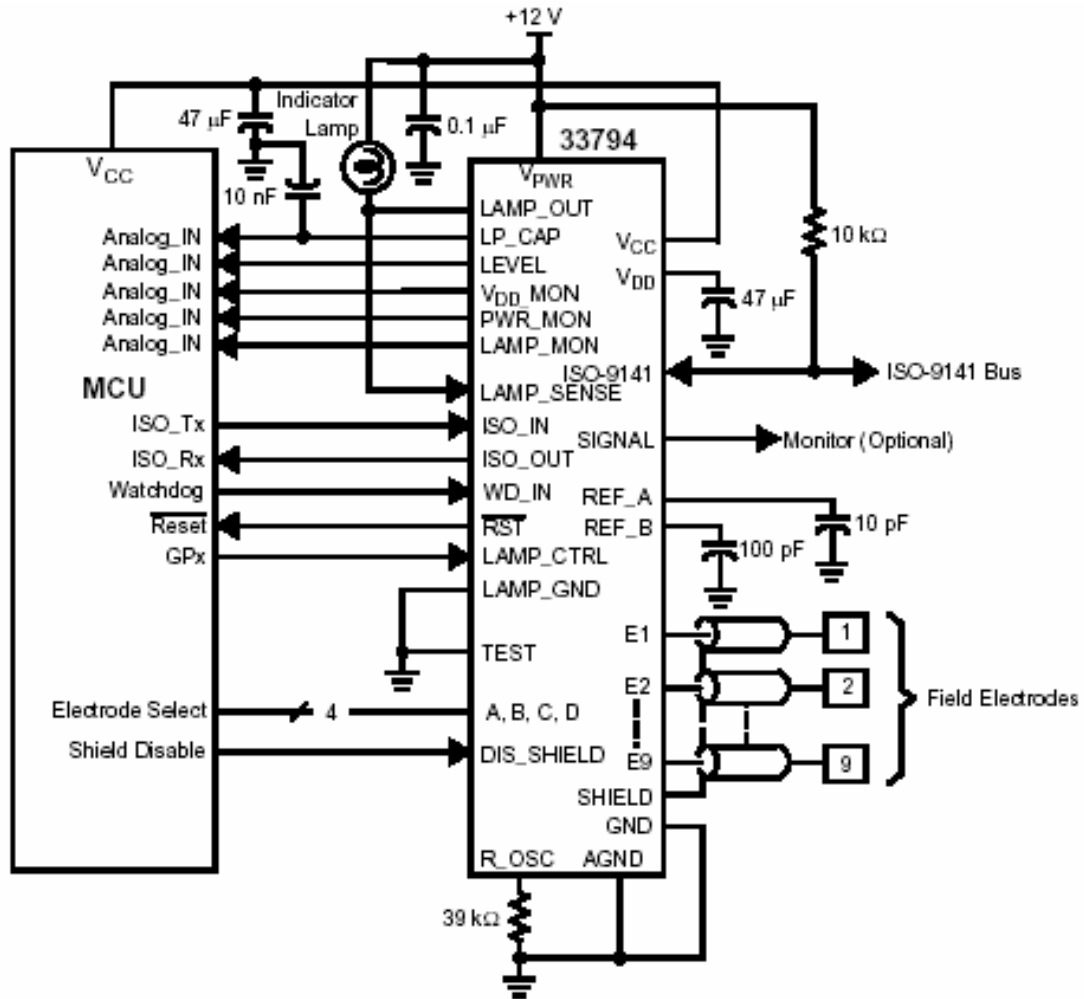 +12 V
47 μF
Indicator
Lamp
0.1 μF
33794
VCC
10 nF
VPWR
LAMP_OUT
Analog_IN
LP_CAP
VCC
10 kΩ
Analog_IN
LEVEL
VDD
Analog_IN
VDD_MON
47 μF
Analog_IN
PWR_MON
Analog_IN
LAMP_MON
MCU
ISO-9141
ISO-9141 Bus
LAMP_SENSE
ISO_Tx
ISO_IN
SIGNAL
Monitor (Optional)
ISO_Rx
ISO_OUT
Watchdog
WD_IN
REF_A
10 pF
Reset
RST
REF_B
100 pF
GPx
LAMP_CTRL
LAMP_GND
E1
1
TEST
E2
2
Field Electrodes
Electrode Select
4
A, B, C, D
Shield Disable
DIS_SHIELD
E9
9
SHIELD
GND
R_OSC
AGND
39 kΩ